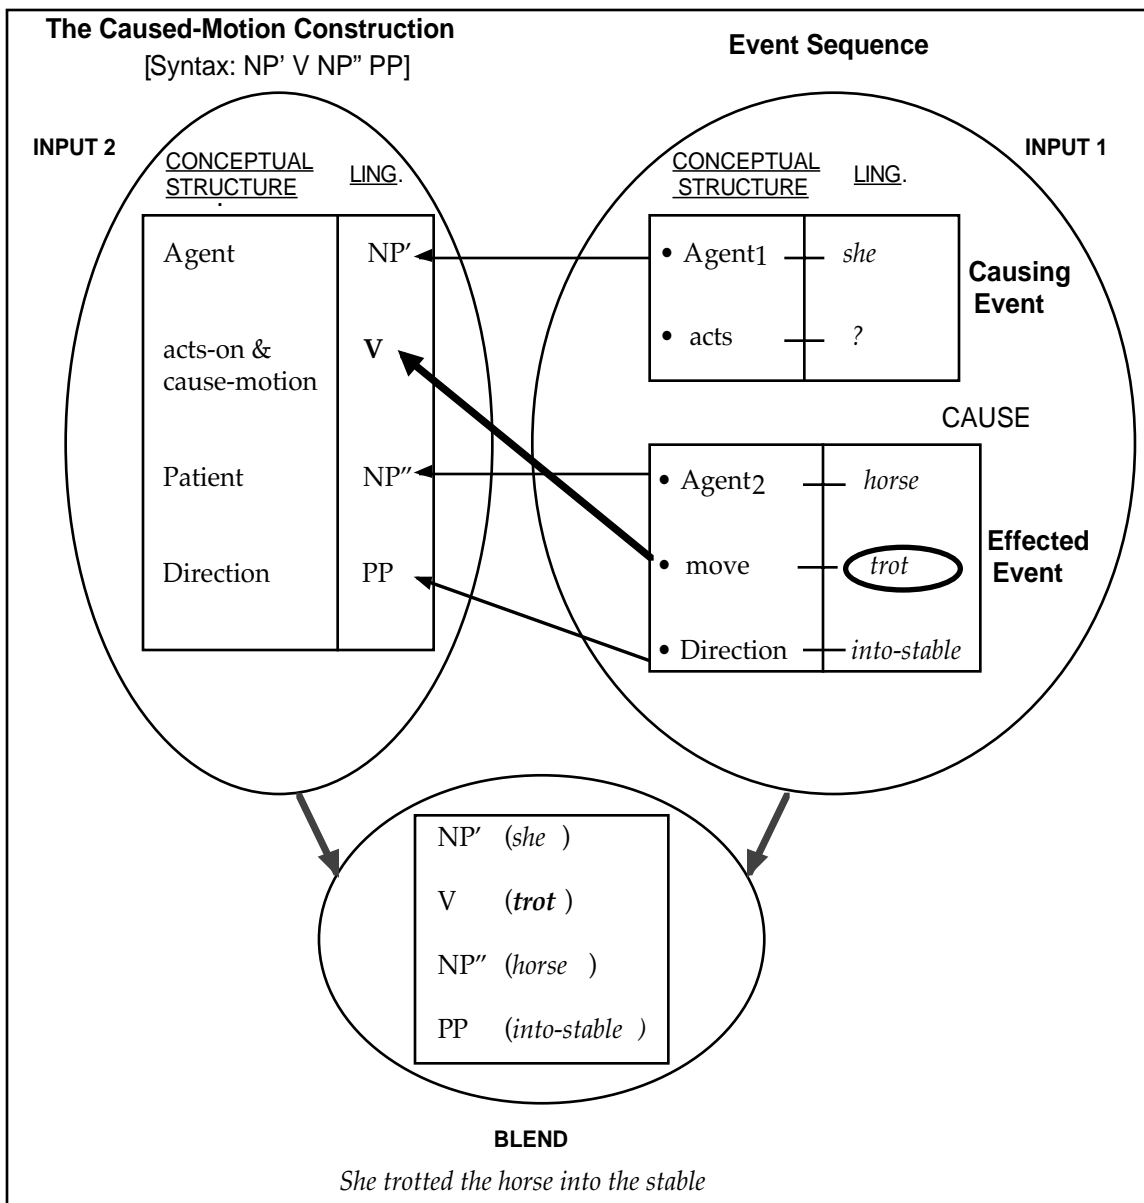 The Caused-Motion Construction
[Syntax: NP' V NP" PP]
Event Sequence
INPUT 2
CONCEPTUAL STRUCTURE
LING.
Agent NP'
acts-on & cause-motion V
Patient NP"
Direction PP
INPUT 1
CONCEPTUAL STRUCTURE
LING.
• Agent1 she
• acts ?
Causing Event
CAUSE
• Agent2 horse
• move trot
• Direction into-stable
Effected Event
NP' (she )
V (trot )
NP" (horse )
PP (into-stable )
BLEND
She trotted the horse into the stable